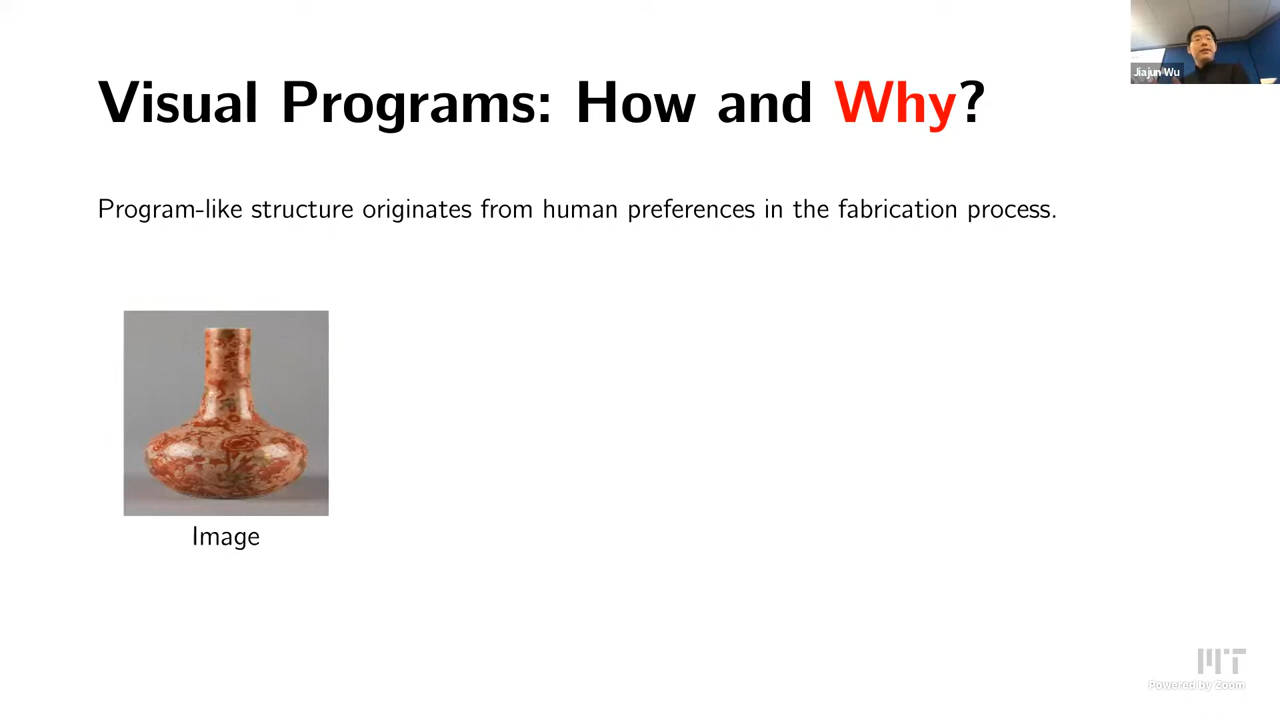 Jiajun Wu
Visual Programs: How and Why?
Program-like structure originates from human preferences in the fabrication process.
Image
MIT
Powered by Zoom